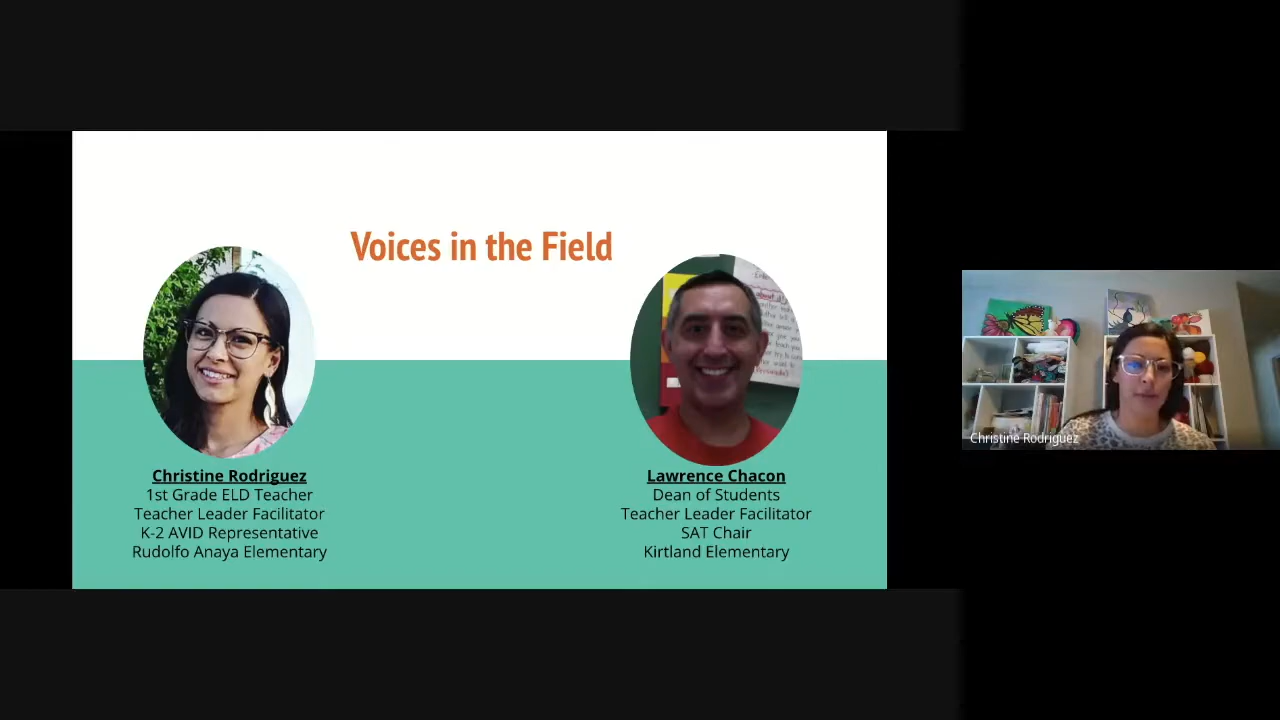 Voices in the Field
Christine Rodriguez
1st Grade ELD Teacher
Teacher Leader Facilitator
K-2 AVID Representative
Rudolfo Anaya Elementary
Lawrence Chacon
Dean of Students
Teacher Leader Facilitator
SAT Chair
Kirtland Elementary
Christine Rodriguez